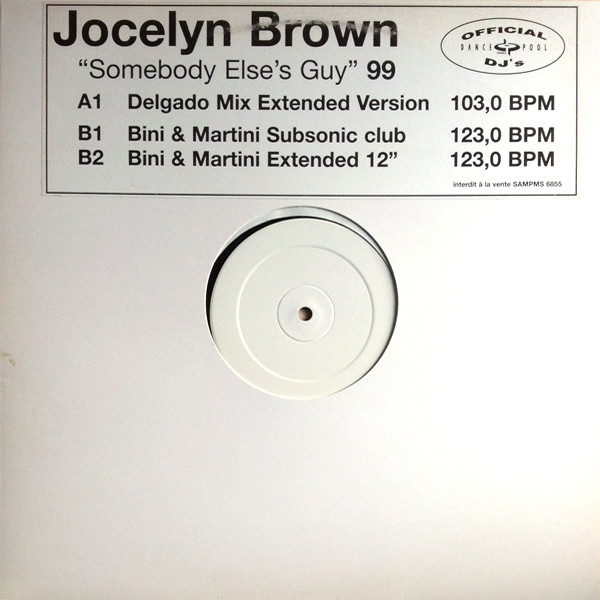 Jocelyn Brown
“Somebody Else's Guy” 99
A1 Delgado Mix Extended Version 103,0 BPM
B1 Bini & Martini Subsonic club 123,0 BPM
B2 Bini & Martini Extended 12” 123,0 BPM
interdit à la vente SAMPMS 6855
OFFICIAL
DANCE POOL
DJ's